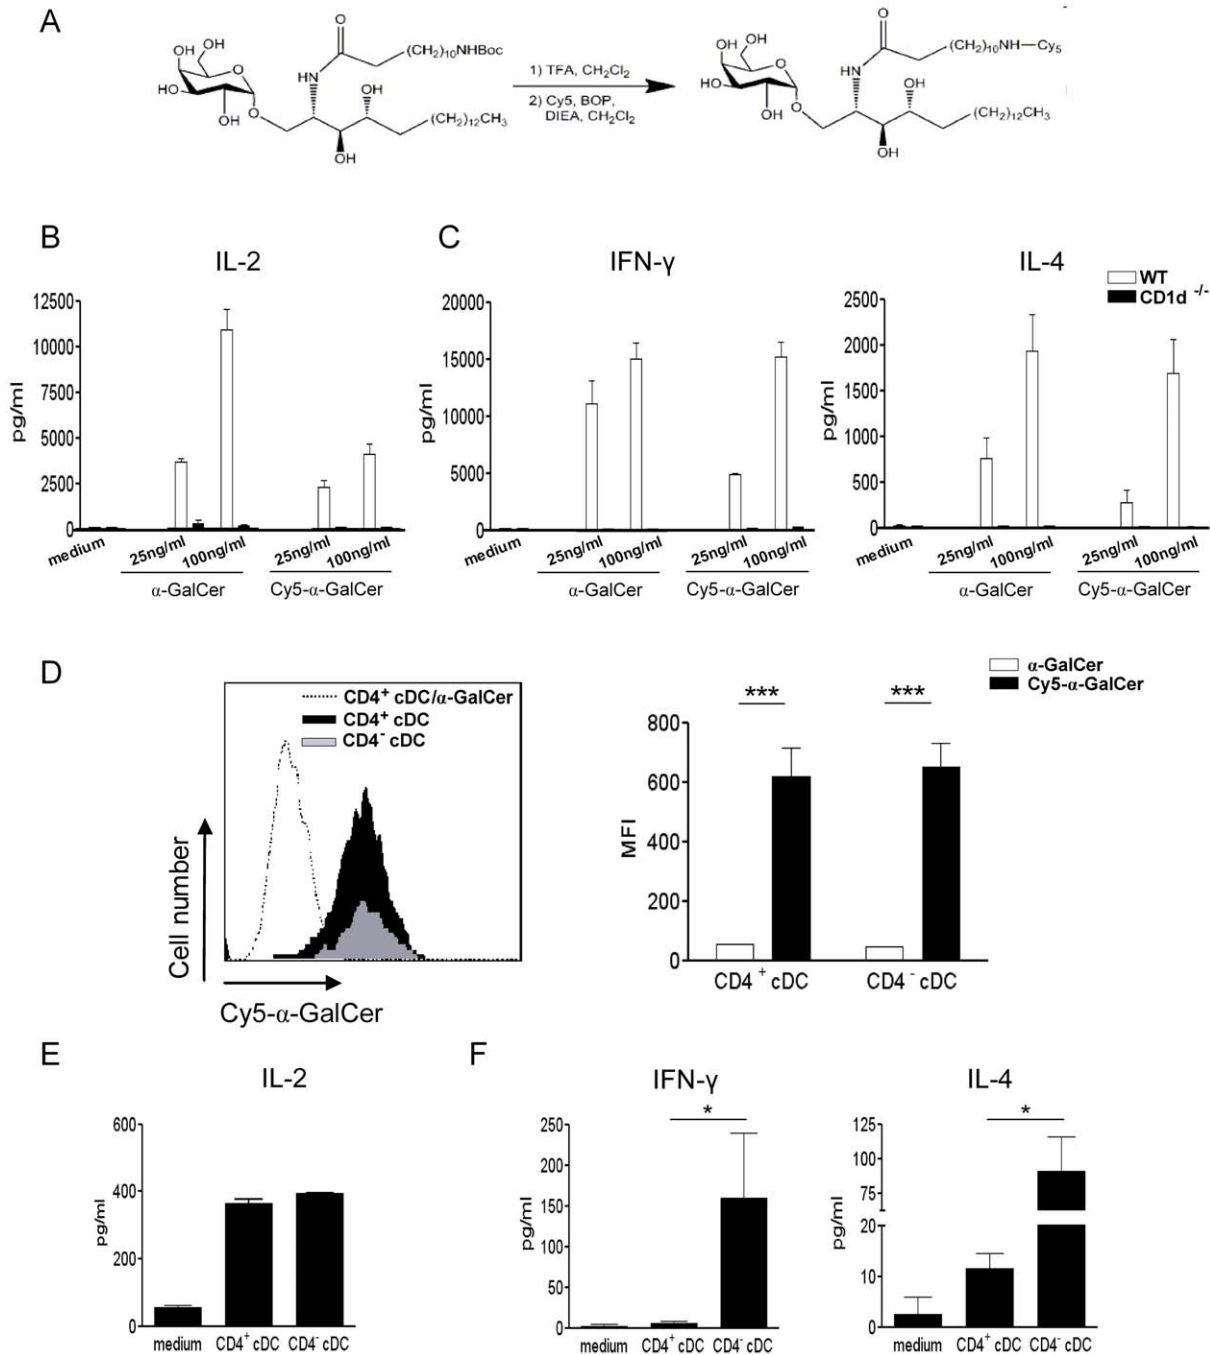 A
OH
OH
O
HO
OH
O
O
HN
OH
OH
(CH2)10NHBoc
(CH2)12CH3
1) TFA, CH2Cl2
2) Cy5, BOP,
DIEA, CH2Cl2
OH
OH
O
HO
OH
O
O
HN
OH
OH
(CH2)10NH—Cy5
(CH2)12CH3
B
IL-2
pg/ml
12500
10000
7500
5000
2500
0
medium
25ng/ml
100ng/ml
25ng/ml
100ng/ml
α-GalCer
Cy5-α-GalCer
C
IFN-γ
pg/ml
20000
15000
10000
5000
0
medium
25ng/ml
100ng/ml
25ng/ml
100ng/ml
α-GalCer
Cy5-α-GalCer
IL-4
WT
CD1d -/-
pg/ml
2500
2000
1500
1000
500
0
medium
25ng/ml
100ng/ml
25ng/ml
100ng/ml
α-GalCer
Cy5-α-GalCer
D
CD4+ cDC/α-GalCer
CD4+ cDC
CD4- cDC
Cell number
Cy5-α-GalCer
α-GalCer
Cy5-α-GalCer
***
***
MFI
800
600
400
200
0
CD4 + cDC
CD4 - cDC
E
IL-2
pg/ml
600
400
200
0
medium
CD4+ cDC
CD4- cDC
F
IFN-γ
*
pg/ml
250
200
150
100
50
0
medium
CD4+ cDC
CD4- cDC
IL-4
*
pg/ml
125
100
75
20
10
0
medium
CD4+ cDC
CD4- cDC